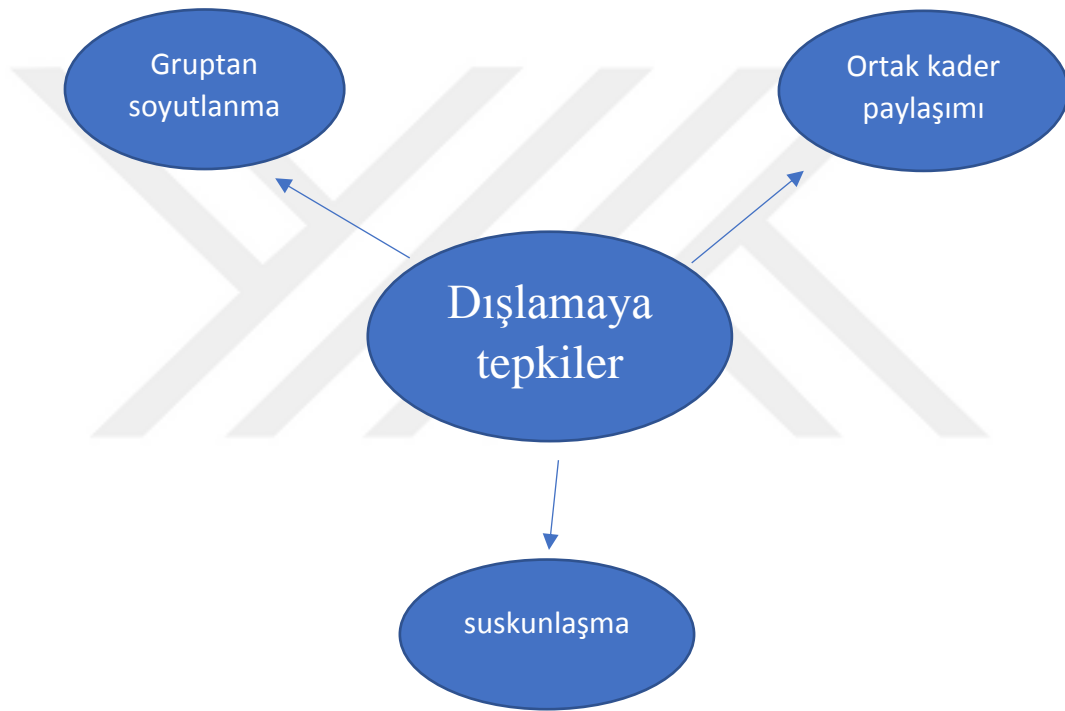 Gruptan
soyutlanma
Ortak kader
paylaşımı
Dışlamaya
tepkiler
suskunlaşma